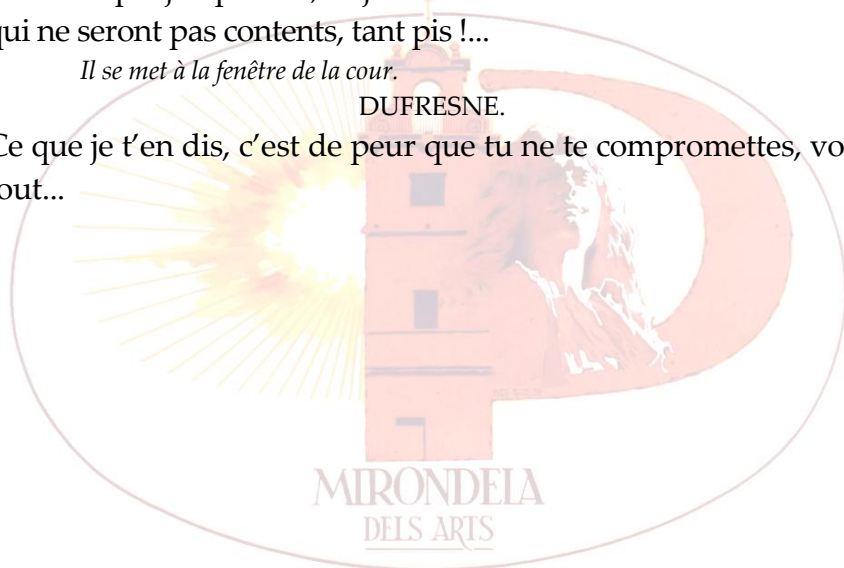 qui ne seront pas contents, tant pis !...
Il se met à la fenêtre de la cour.
DUFRESNE.
Ce que je t'en dis, c'est de peur que tu ne te compromettes, vo
out...
MIRONDELA
DELS ARTS